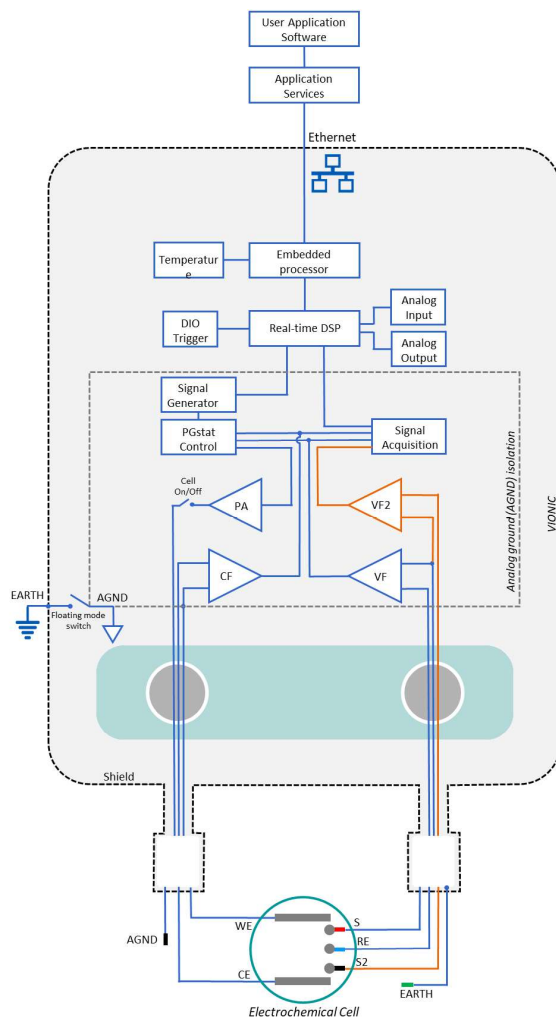 User Application
Software
Application
Services
Ethernet
Temperatur
e
Embedded
processor
DIO
Trigger
Real-time DSP
Analog
Input
Analog
Output
Signal
Generator
PGstat
Control
Signal
Acquisition
Cell
On/Off
PA
VF2
CF
VF
Analog ground (AGND) isolation
VIONIC
EARTH
AGND
Floating mode
switch
Shield
WE
S
RE
S2
CE
AGND
EARTH
Electrochemical Cell